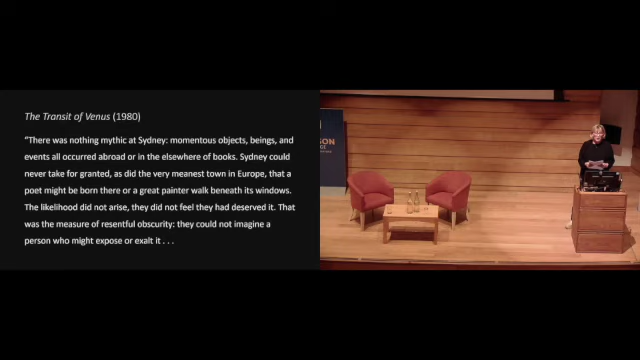 The Transit of Venus (1980)
“There was nothing mythic at Sydney: momentous objects, beings, and
events all occurred abroad or in the elsewhere of books. Sydney could
never take for granted, as did the very meanest town in Europe, that a
poet might be born there or a great painter walk beneath its windows.
The likelihood did not arise, they did not feel they had deserved it. That
was the measure of resentful obscurity: they could not imagine a
person who might expose or exalt it . . .